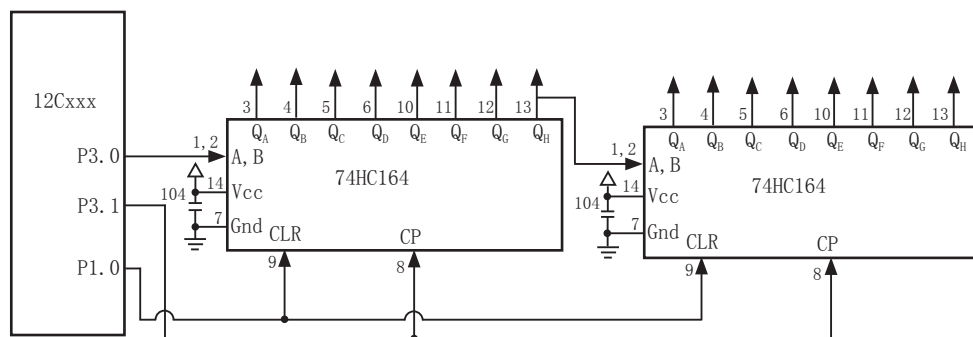 12Cxxx
P3.0
P3.1
P1.0
3 4 5 6 10 11 12 13
QA QB QC QD QE QF QG QH
1,2
A,B
74HC164
14
Vcc
104
7
Gnd
CLR
CP
9
8
3 4 5 6 10 11 12 13
QA QB QC QD QE QF QG QH
1,2
A,B
74HC164
14
Vcc
104
7
Gnd
CLR
CP
9
8